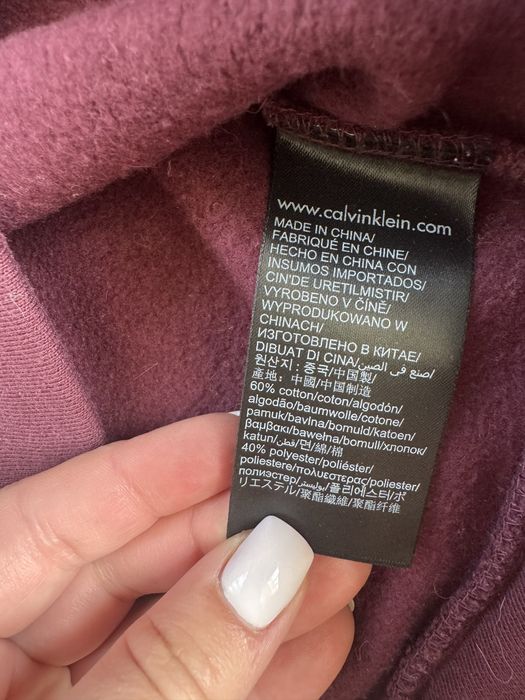 www.calvinklein.com
MADE IN CHINA/
FABRIQUÉ EN CHINE/
HECHO EN CHINA CON
INSUMOS IMPORTADOS/
ÇIN'DE URETILMISTIR/
VYROBENO V ČÍNĚ/
WYPRODUKOWANO W
CHINACH/
ИЗГОТОВЛЕНО В КИТАЕ/
DIBUAT DI CINA/صنع في الصين/
원산지 : 중국/中国製/
產地: 中國/中国制造
60% cotton/coton/algodón/
algodão/baumwolle/cotone/
pamuk/bavlna/bawełna/katoen/
βαμβακι/bawełna/bomuld/хлопок/
katun/قطن/면/綿/棉
40% polyester/poliéster/
poliestere/πολυεστερας/
полиэстер/بوليستر/폴리에스터/ポ
リエステル/聚酯纖維/聚酯纤维